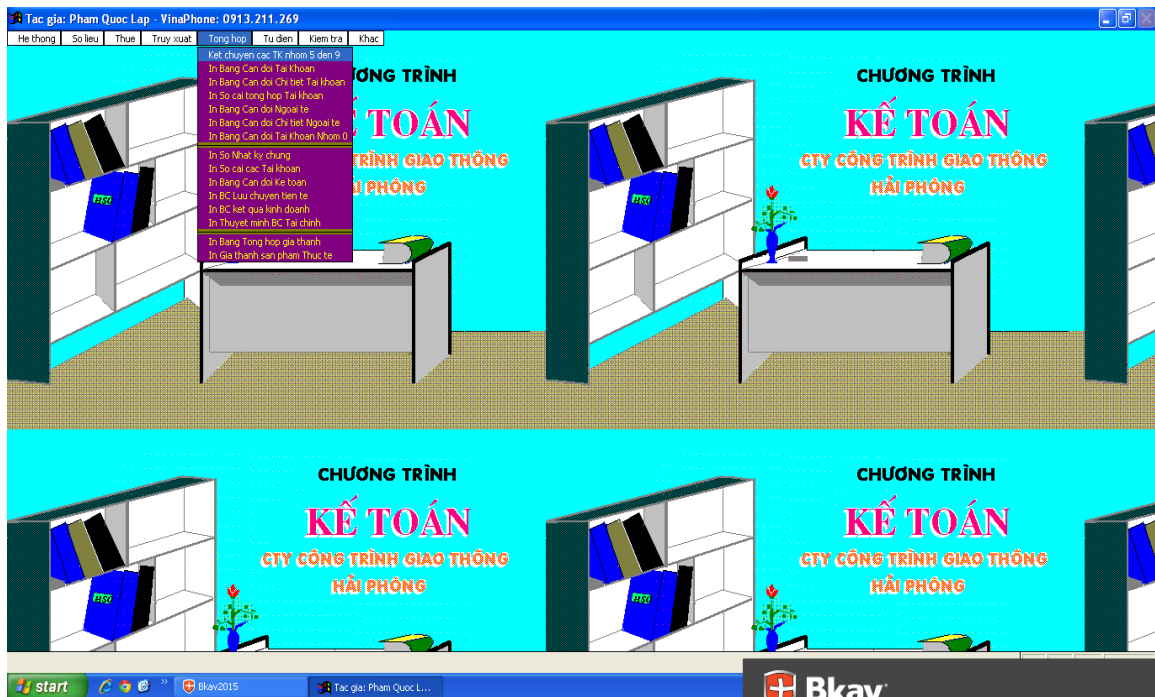 Tac gia: Pham Quoc Lap - VinaPhone: 0913.211.269
He thong So lieu Thue Truy xuat Tong hop Tu dien Kiem tra Khac
Ket chuyen cac TK nhom 5 den 9
In Bang Can doi Tai Khoan
In Bang Can doi Chi tiet Tai khoan
In So cai tong hop Tai khoan
In Bang Can doi Ngoai te
In Bang Can doi Chi tiet Ngoai te
In Bang Can doi Tai Khoan Nhom 0
In So Nhat ky chung
In So cai cac Tai khoan
In Bang Can doi Ke toan
In BC Luu chuyen tien te
In BC ket qua kinh doanh
In Thuyet minh BC Tai chinh
In Bang Tong hop gia thanh
In Gia thanh san pham Thuc te
ƠNG TRÌNH
TOÁN
TRÌNH GIAO THÔNG
PHÒNG
CHƯƠNG TRÌNH
KẾ TOÁN
CTY CÔNG TRÌNH GIAO THÔNG
HẢI PHÒNG
CHƯƠNG TRÌNH
KẾ TOÁN
CTY CÔNG TRÌNH GIAO THÔNG
HẢI PHÒNG
CHƯƠNG TRÌNH
KẾ TOÁN
CTY CÔNG TRÌNH GIAO THÔNG
HẢI PHÒNG
start
Bkav2015
Tac gia: Pham Quoc L...
Bkav